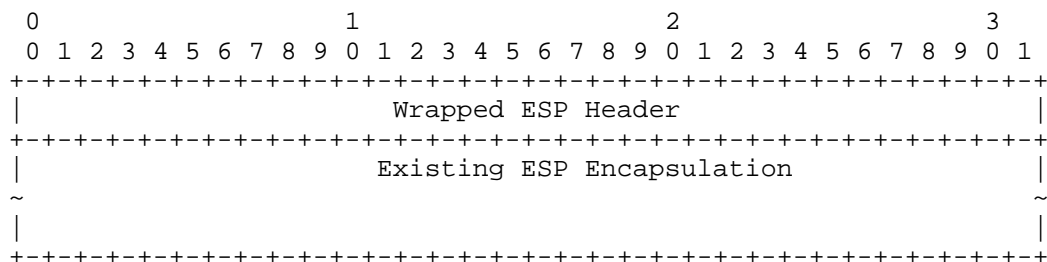 0                   1                   2                   3
 0 1 2 3 4 5 6 7 8 9 0 1 2 3 4 5 6 7 8 9 0 1 2 3 4 5 6 7 8 9 0 1
+-+-+-+-+-+-+-+-+-+-+-+-+-+-+-+-+-+-+-+-+-+-+-+-+-+-+-+-+-+-+-+-+
|                       Wrapped ESP Header                      |
+-+-+-+-+-+-+-+-+-+-+-+-+-+-+-+-+-+-+-+-+-+-+-+-+-+-+-+-+-+-+-+-+
|                      Existing ESP Encapsulation               |
~                                                               ~
|                                                               |
+-+-+-+-+-+-+-+-+-+-+-+-+-+-+-+-+-+-+-+-+-+-+-+-+-+-+-+-+-+-+-+-+